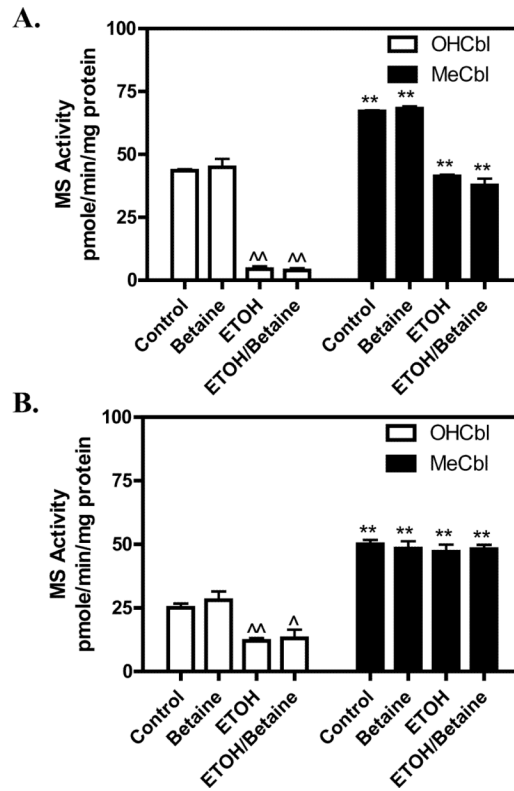 A.
OHCbl
MeCbl
MS Activity
pmole/min/mg protein
100
75
50
25
0
^^
^^
**
**
**
**
Control
Betaine
ETOH
ETOH/Betaine
Control
Betaine
ETOH
ETOH/Betaine
B.
OHCbl
MeCbl
MS Activity
pmole/min/mg protein
100
75
50
25
0
^^
^
**
**
**
**
Control
Betaine
ETOH
ETOH/Betaine
Control
Betaine
ETOH
ETOH/Betaine